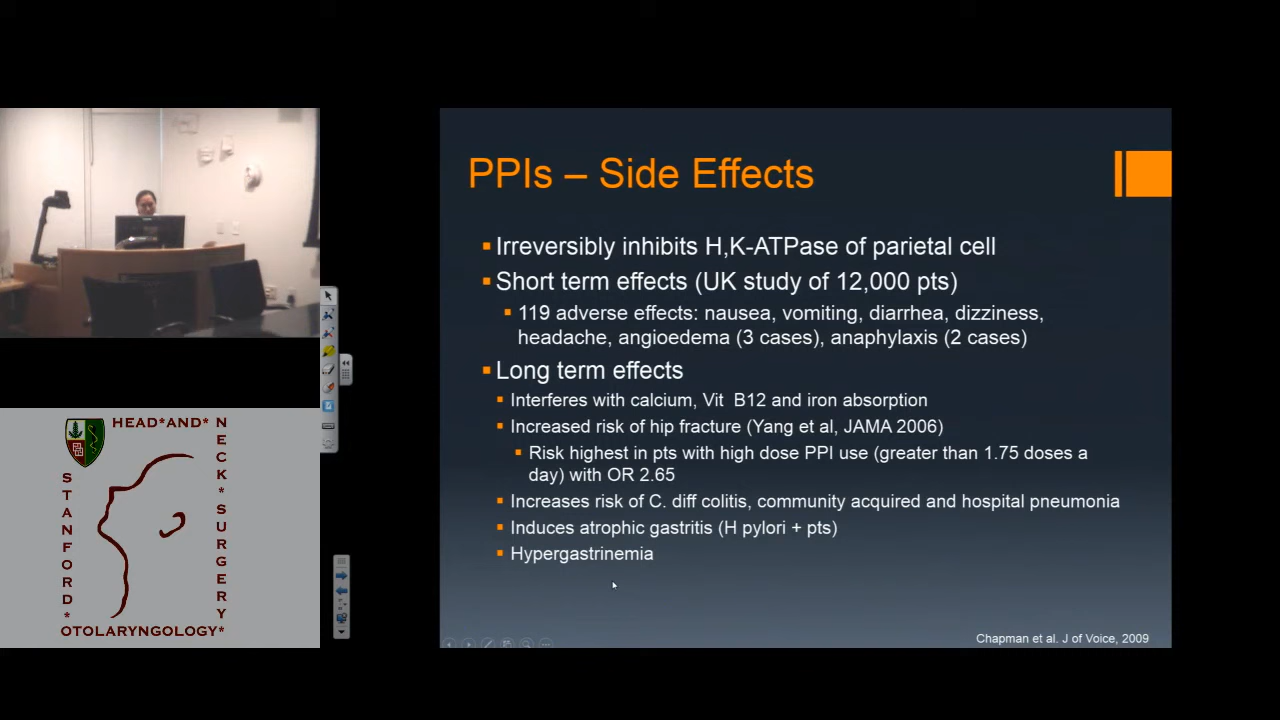 PPIs – Side Effects
Irreversibly inhibits H,K-ATPase of parietal cell
Short term effects (UK study of 12,000 pts)
119 adverse effects: nausea, vomiting, diarrhea, dizziness,
headache, angioedema (3 cases), anaphylaxis (2 cases)
Long term effects
Interferes with calcium, Vit B12 and iron absorption
Increased risk of hip fracture (Yang et al, JAMA 2006)
Risk highest in pts with high dose PPI use (greater than 1.75 doses a
day) with OR 2.65
Increases risk of C. diff colitis, community acquired and hospital pneumonia
Induces atrophic gastritis (H pylori + pts)
Hypergastrinemia
Chapman et al. J of Voice, 2009
HEAD*AND*
NECK*SURGERY*
STANFORD*
OTOLARYNGOLOGY*